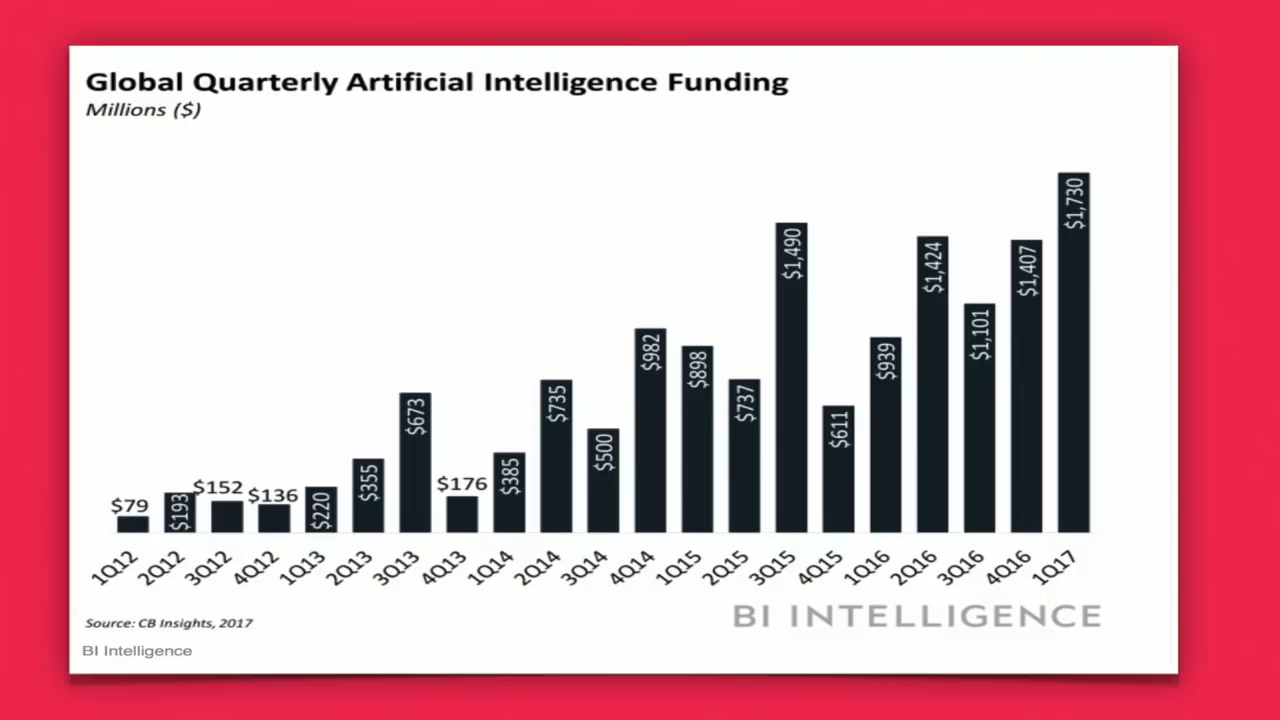 Global Quarterly Artificial Intelligence Funding
Millions ($)
$79
$193
$152
$136
$220
$355
$673
$176
$385
$735
$500
$982
$898
$737
$1,490
$611
$939
$1,424
$1,101
$1,407
$1,730
1Q12
2Q12
3Q12
4Q12
1Q13
2Q13
3Q13
4Q13
1Q14
2Q14
3Q14
4Q14
1Q15
2Q15
3Q15
4Q15
1Q16
2Q16
3Q16
4Q16
1Q17
Source: CB Insights, 2017
BI INTELLIGENCE
BI Intelligence